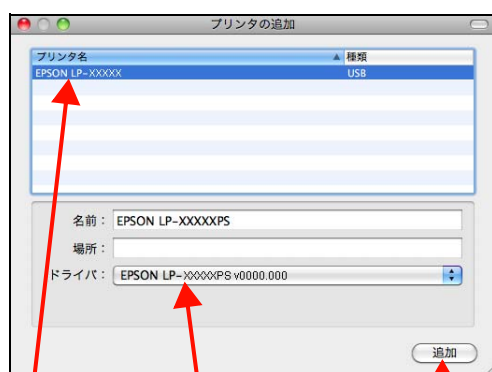 プリンタの追加
プリンタ名 種類
EPSON LP-XXXXX USB
名前： EPSON LP-XXXXXPS
場所：
ドライバ： EPSON LP-XXXXXPS v0000.000
追加